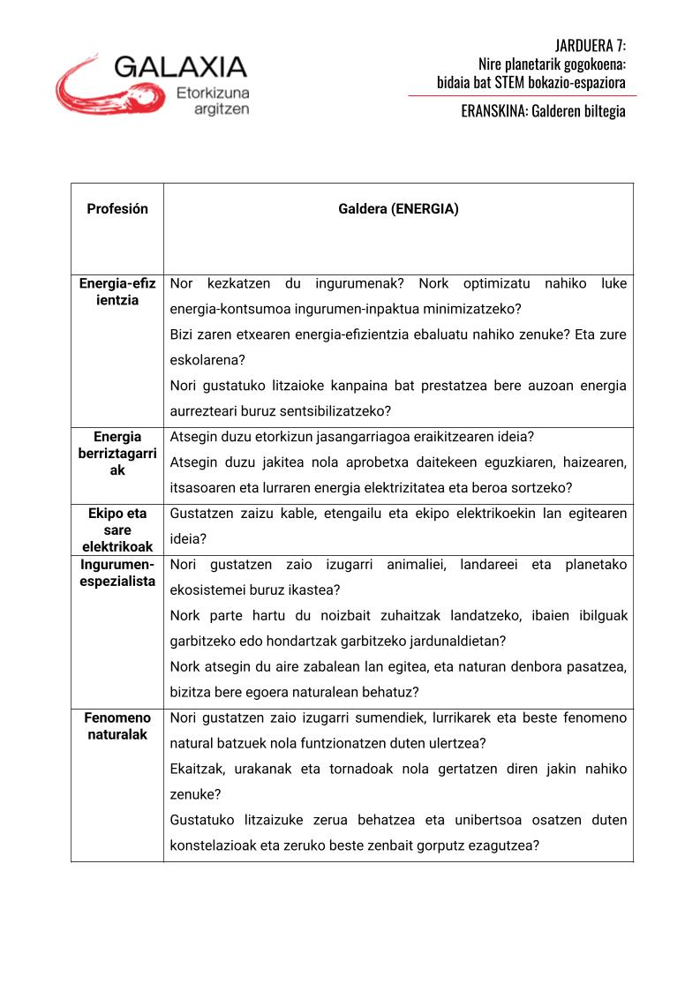 GALAXIA
Etorkizuna
argitzen
JARDUERA 7:
Nire planetarik gogokoena:
bidaia bat STEM bokazio-espaziora
ERANSKINA: Galderen biltegia
Profesión
Galdera (ENERGIA)
Energia-efiz
ientzia
Nor kezkatzen du ingurumenak? Nork optimizatu nahiko luke
energia-kontsumoa ingurumen-inpaktua minimizatzeko?
Bizi zaren etxearen energia-efizientzia ebaluatu nahiko zenuke? Eta zure
eskolarena?
Nori gustatuko litzaioke kanpaina bat prestatzea bere auzoan energia
aurrezteari buruz sentsibilizatzeko?
Energia
berriztagarri
ak
Atsegin duzu etorkizun jasangarriagoa eraikitzearen ideia?
Atsegin duzu jakitea nola aprobetxa daitekeen eguzkiaren, haizearen,
itsasoaren eta lurraren energia elektrizitatea eta beroa sortzeko?
Ekipo eta
sare
elektrikoak
Gustatzen zaizu kable, etengailu eta ekipo elektrikoekin lan egitearen
ideia?
Ingurumen-
espezialista
Nori gustatzen zaio izugarri animaliei, landareei eta planetako
ekosistemei buruz ikastea?
Nork parte hartu du noizbait zuhaitzak landatzeko, ibaien ibilguak
garbitzeko edo hondartzak garbitzeko jardunaldietan?
Nork atsegin du aire zabalean lan egitea, eta naturan denbora pasatzea,
bizitza bere egoera naturalean behatuz?
Fenomeno
naturalak
Nori gustatzen zaio izugarri sumendiek, lurrikarek eta beste fenomeno
natural batzuek nola funtzionatzen duten ulertzea?
Ekaitzak, urakanak eta tornadoak nola gertatzen diren jakin nahiko
zenuke?
Gustatuko litzaizuke zerua behatzea eta unibertsoa osatzen duten
konstelazioak eta zeruko beste zenbait gorputz ezagutzea?